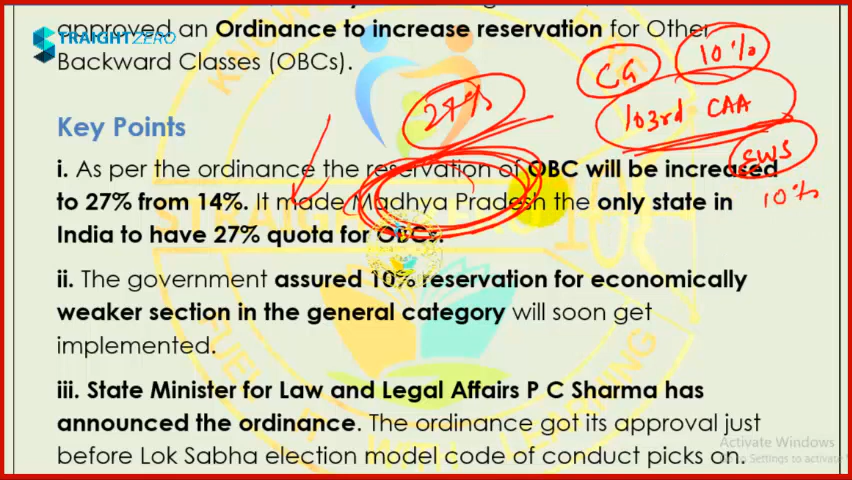 STRAIGHTZERO
approved an Ordinance to increase reservation for Other
Backward Classes (OBCs).
CG 10%
27%
103rd CAA
Key Points
EWS
i. As per the ordinance the reservation of OBC will be increased
10%
to 27% from 14%. It made Madhya Pradesh the only state in
India to have 27% quota for OBCs.
ii. The government assured 10% reservation for economically
weaker section in the general category will soon get
implemented.
iii. State Minister for Law and Legal Affairs P C Sharma has
announced the ordinance. The ordinance got its approval just
before Lok Sabha election model code of conduct picks on.
Activate Windows
Go to Settings to activate